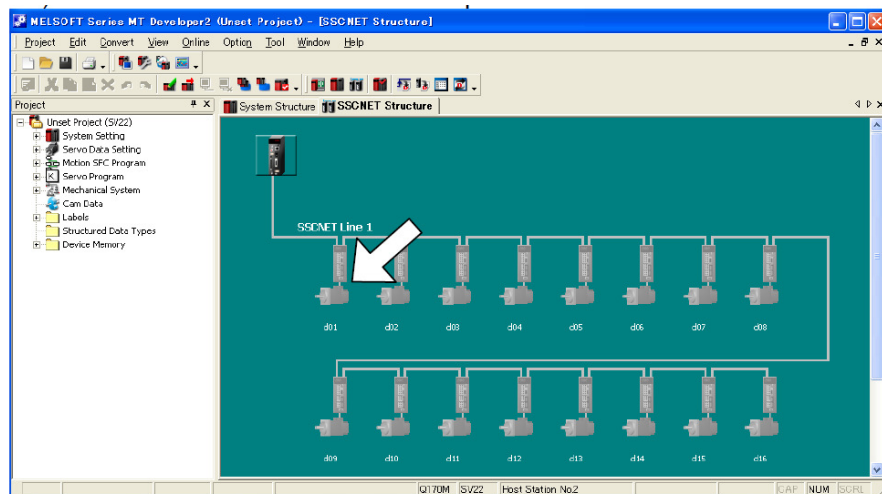 MELSOFT Series MT Developer2 (Unset Project) - [SSCNET Structure]
Project Edit Convert View Online Option Tool Window Help
Project
System Structure SSCNET Structure
Unset Project (SV22)
System Setting
Servo Data Setting
Motion SFC Program
Servo Program
Mechanical System
Cam Data
Labels
Structured Data Types
Device Memory
SSCNET Line 1
d01 d02 d03 d04 d05 d06 d07 d08
d09 d10 d11 d12 d13 d14 d15 d16
Q170M SV22 Host Station No.2 CAP NUM SCRL